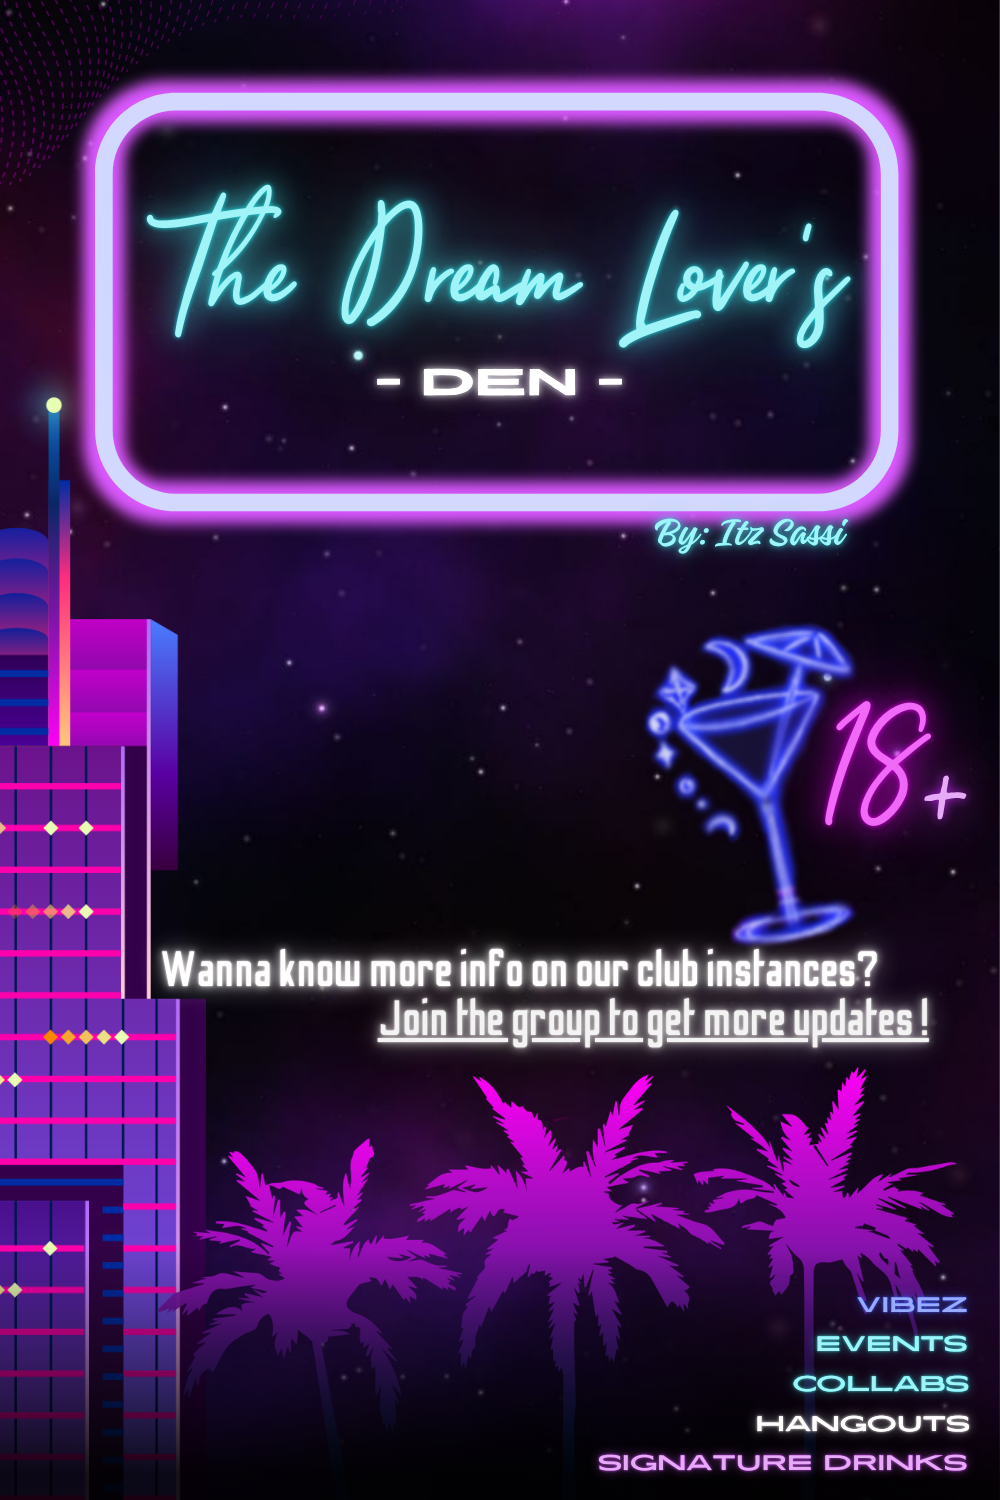 The Dream Lover's
- DEN -
By: Itz Sassi
18+
Wanna know more info on our club instances?
Join the group to get more updates !
VIBEZ
EVENTS
COLLABS
HANGOUTS
SIGNATURE DRINKS